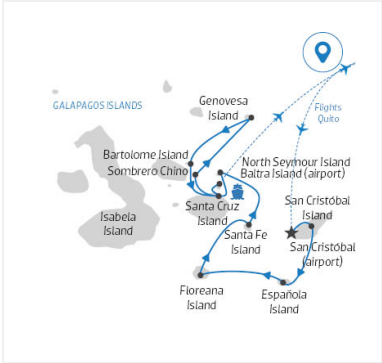 GALAPAGOS ISLANDS
Genovesa
Island
Flights
Quito
Bartolome Island
Sombrero Chino
North Seymour Island
Baltra Island (airport)
Isabela
Island
Santa Cruz
Island
San Cristóbal
Island
Santa Fe
Island
San Cristóbal
(airport)
Floreana
Island
Española
Island